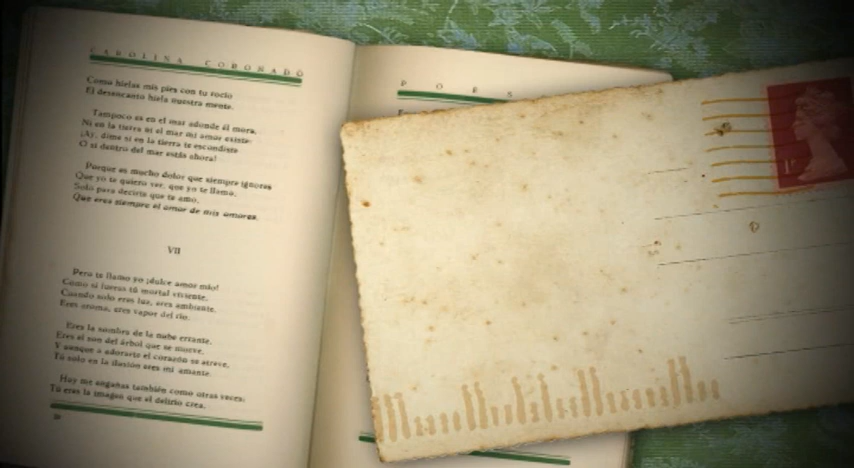 CAROLINA CORONADO
Como hielas mis pies con tu rocío
El desencanto hiela nuestra mente.
Tampoco es en el mar adonde él mora,
Ni en la tierra ni el mar mi amor existe:
¡Ay!, dime si en la tierra te escondiste
O si dentro del mar estás ahora!
Porque es mucho dolor que siempre ignores
Que yo te quiero ver, que yo te llamo,
Solo para decirte que te amo,
Que eres siempre el amor de mis amores.
VII
Pero te llamo yo ¡dulce amor mío!
Como si fueras tú mortal viviente,
Cuando solo eres luz, eres ambiente,
Eres aroma, eres vapor del río.
Eres la sombra de la nube errante,
Eres el son del árbol que se mueve,
Y aunque a adorarte el corazón se atreve,
Tú solo en la ilusión eres mi amante.
Hoy me engañas también como otras veces;
Tú eres la imagen que el delirio crea,
P O E S